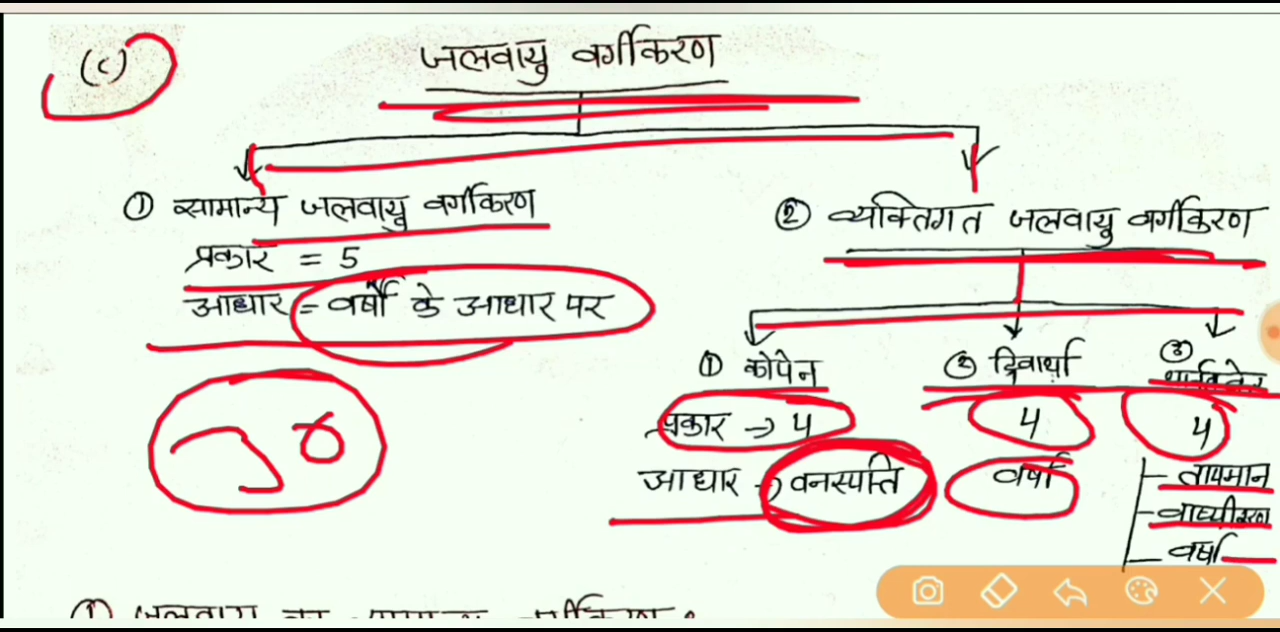 (C)
जलवायु वर्गीकरण
① सामान्य जलवायु वर्गीकरण
प्रकार = 5
आधार = वर्षा के आधार पर
② व्यक्तिगत जलवायु वर्गीकरण
① कोपेन
② ट्रिवार्था
③
प्रकार → 4
4
4
आधार → वनस्पति
वर्षा
तापमान
वाष्पीकरण
वर्षा